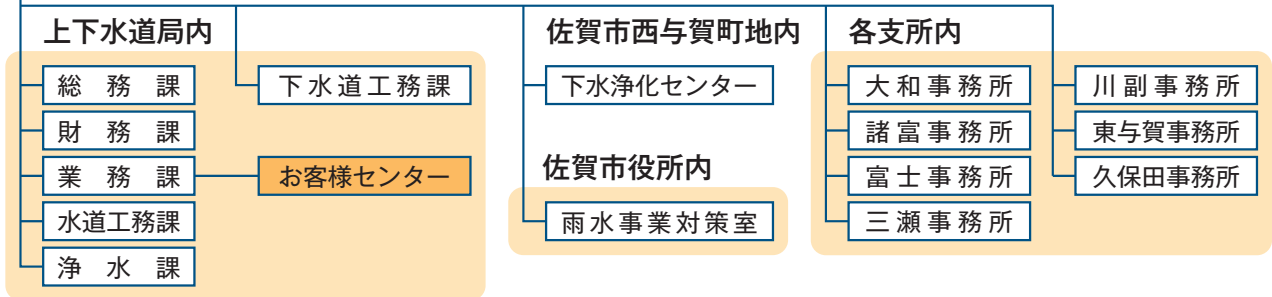 上下水道局内
総務課
財務課
業務課
水道工務課
浄水課
下水道工務課
お客様センター
佐賀市西与賀町地内
下水浄化センター
佐賀市役所内
雨水事業対策室
各支所内
大和事務所
諸富事務所
富士事務所
三瀬事務所
川副事務所
東与賀事務所
久保田事務所